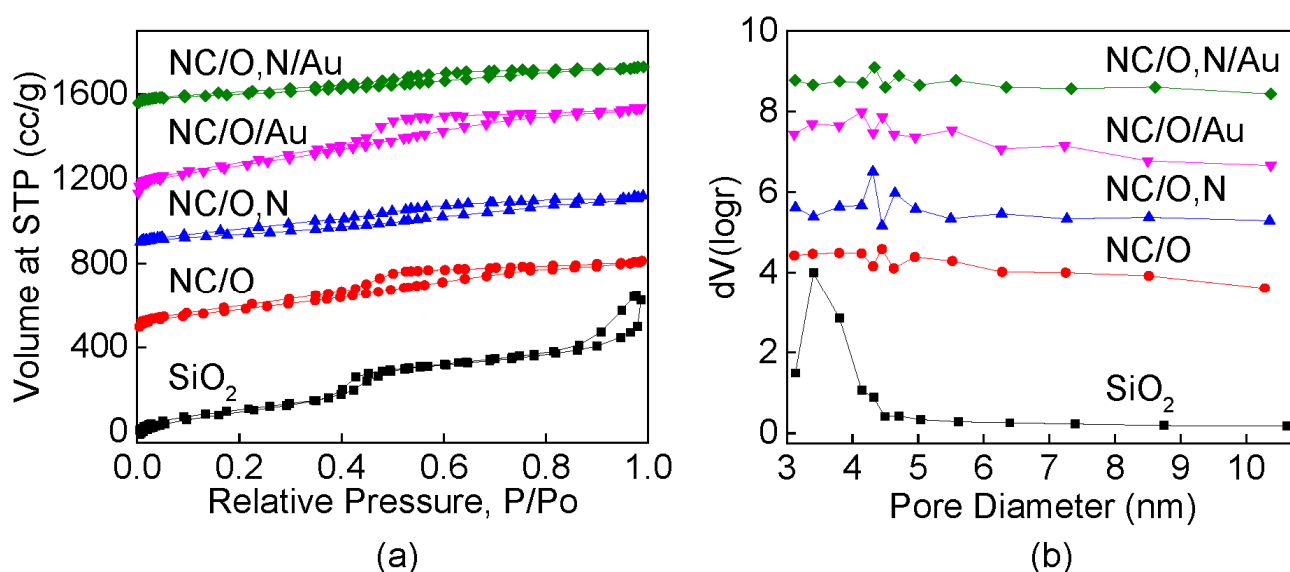 NC/O,N/Au
NC/O/Au
NC/O,N
NC/O
SiO₂
Volume at STP (cc/g)
1600
1200
800
400
0
0.0 0.2 0.4 0.6 0.8 1.0
Relative Pressure, P/Po
(a)
NC/O,N/Au
NC/O/Au
NC/O,N
NC/O
SiO₂
dV(logr)
10
8
6
4
2
0
3 4 5 6 7 8 9 10
Pore Diameter (nm)
(b)